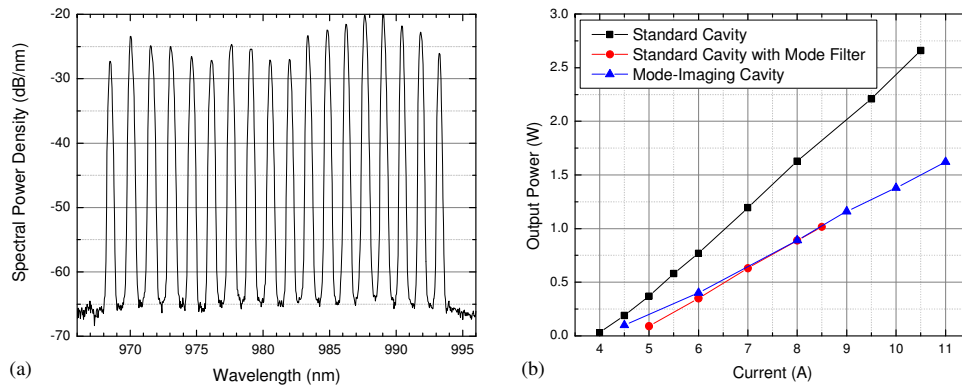 -20
-30
-40
-50
-60
-70
Spectral Power Density (dB/nm)
970 975 980 985 990 995
Wavelength (nm)
(a)
3.0
2.5
2.0
1.5
1.0
0.5
0.0
Output Power (W)
Standard Cavity
Standard Cavity with Mode Filter
Mode-Imaging Cavity
4 5 6 7 8 9 10 11
Current (A)
(b)